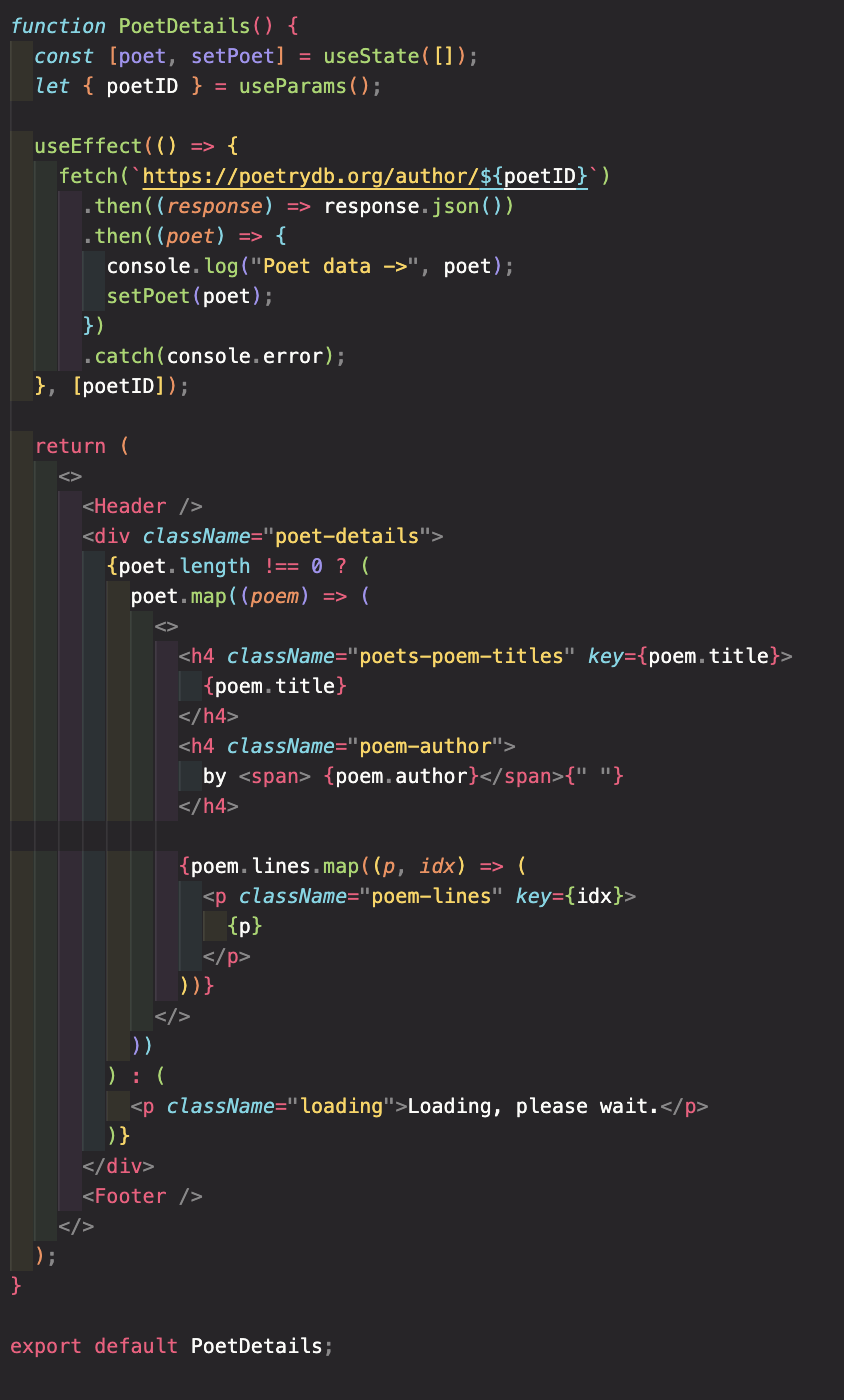 function PoetDetails() {
  const [poet, setPoet] = useState([]);
  let { poetID } = useParams();

  useEffect(() => {
    fetch(`https://poetrydb.org/author/${poetID}`)
      .then((response) => response.json())
      .then((poet) => {
        console.log("Poet data ->", poet);
        setPoet(poet);
      })
      .catch(console.error);
  }, [poetID]);

  return (
    <>
      <Header />
      <div className="poet-details">
        {poet.length !== 0 ? (
          poet.map((poem) => (
            <>
              <h4 className="poets-poem-titles" key={poem.title}>
                {poem.title}
              </h4>
              <h4 className="poem-author">
                by <span> {poem.author}</span>{" "}
              </h4>

              {poem.lines.map((p, idx) => (
                <p className="poem-lines" key={idx}>
                  {p}
                </p>
              ))}
            </>
          ))
        ) : (
          <p className="loading">Loading, please wait.</p>
        )}
      </div>
      <Footer />
    </>
  );
}

export default PoetDetails;